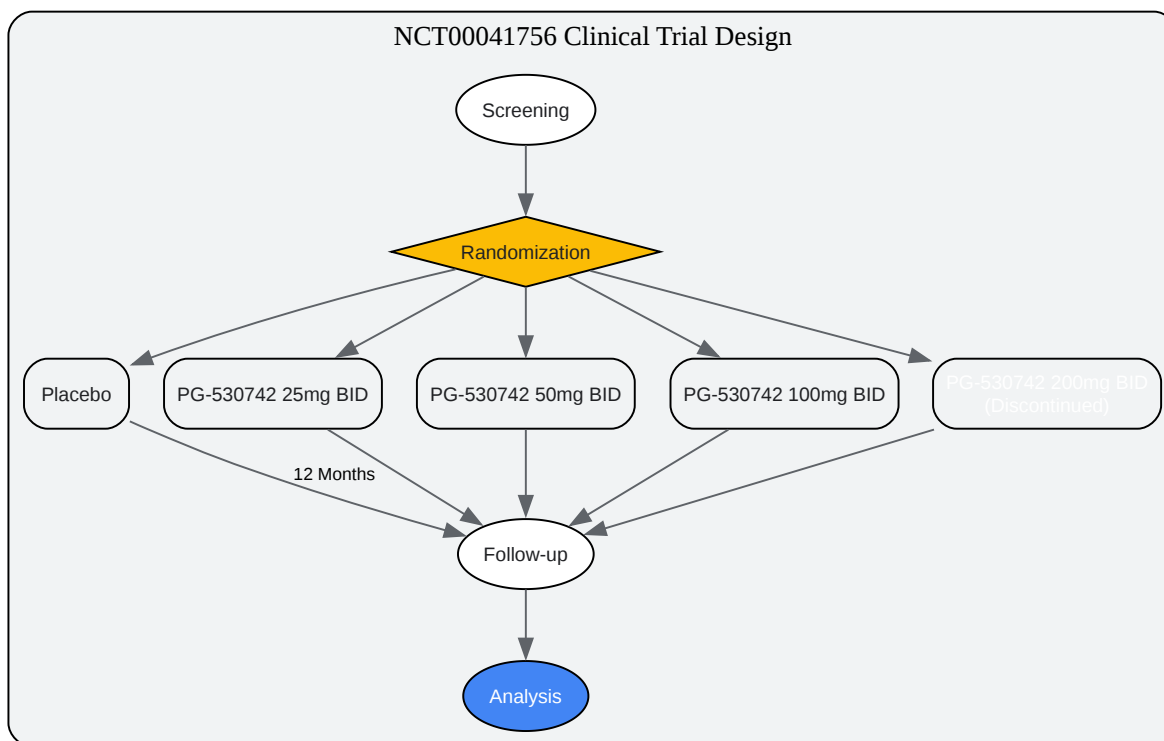 NCT00041756 Clinical Trial Design
Screening
Randomization
Placebo
PG-530742 25mg BID
PG-530742 50mg BID
PG-530742 100mg BID
PG-530742 200mg BID
(Discontinued)
12 Months
Follow-up
Analysis